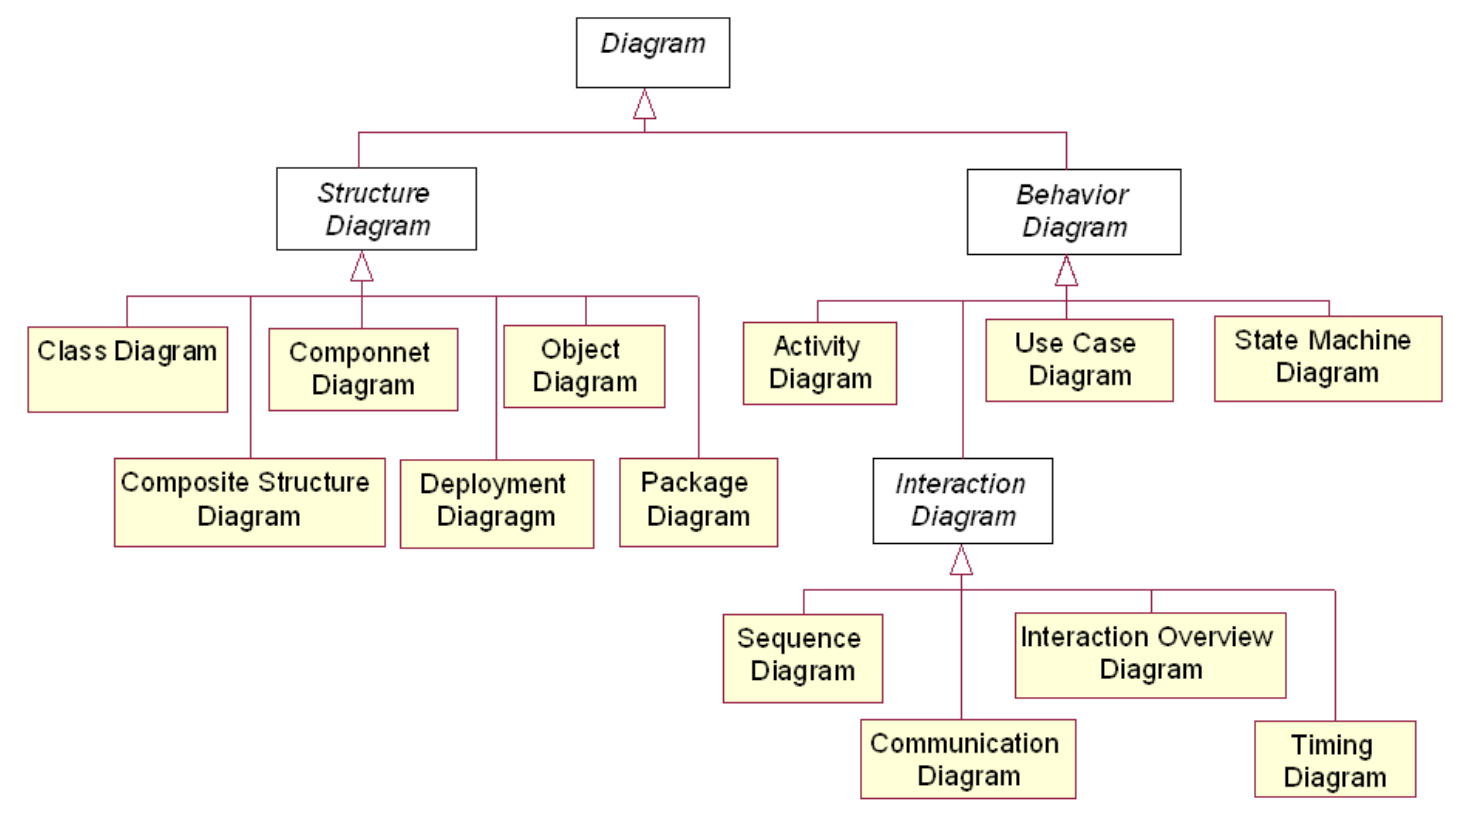 Diagram
Structure
Diagram
Behavior
Diagram
Class Diagram
Componnet
Diagram
Object
Diagram
Activity
Diagram
Use Case
Diagram
State Machine
Diagram
Composite Structure
Diagram
Deployment
Diagragm
Package
Diagram
Interaction
Diagram
Sequence
Diagram
Interaction Overview
Diagram
Communication
Diagram
Timing
Diagram